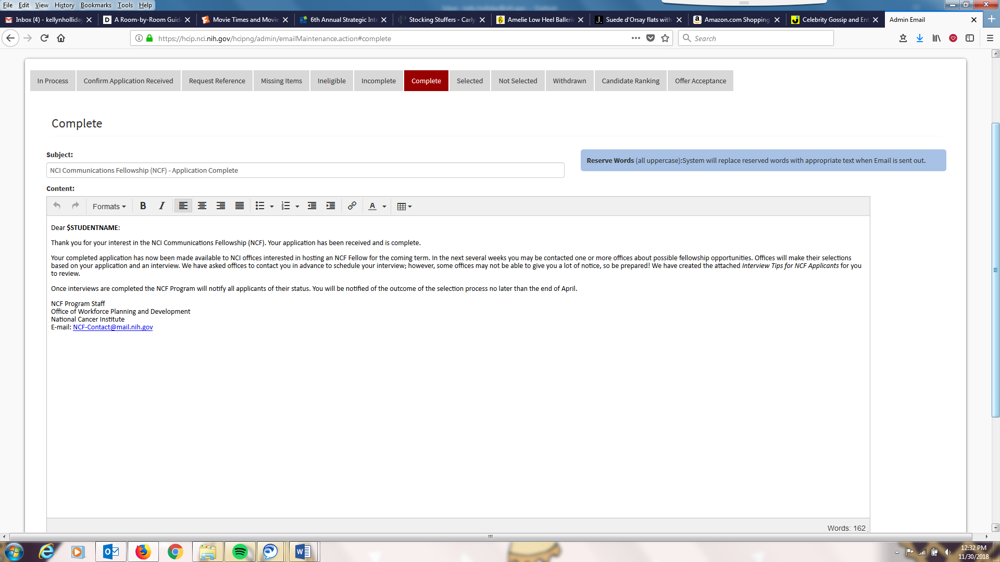 File Edit View History Bookmarks Tools Help
Inbox (4) - kellynholliday
A Room-by-Room Guid
Movie Times and Movie
6th Annual Strategic Inte
Stocking Stuffers - Carly
Amelie Low Heel Ballerin
Suede d'Orsay flats with
Amazon.com Shopping
Celebrity Gossip and Ent
Admin Email
https://hcip.nci.nih.gov/hcipng/admin/emailMaintenance.action#complete
Search
In Process
Confirm Application Received
Request Reference
Missing Items
Ineligible
Incomplete
Complete
Selected
Not Selected
Withdrawn
Candidate Ranking
Offer Acceptance
Complete
Subject:
NCI Communications Fellowship (NCF) - Application Complete
Reserve Words (all uppercase):System will replace reserved words with appropriate text when Email is sent out.
Content:
Formats B I A
Dear $STUDENTNAME:
Thank you for your interest in the NCI Communications Fellowship (NCF). Your application has been received and is complete.
Your completed application has now been made available to NCI offices interested in hosting an NCF Fellow for the coming term. In the next several weeks you may be contacted one or more offices about possible fellowship opportunities. Offices will make their selections
based on your application and an interview. We have asked offices to contact you in advance to schedule your interview; however, some offices may not be able to give you a lot of notice, so be prepared! We have created the attached Interview Tips for NCF Applicants for you
to review.
Once interviews are completed the NCF Program will notify all applicants of their status. You will be notified of the outcome of the selection process no later than the end of April.
NCF Program Staff
Office of Workforce Planning and Development
National Cancer Institute
E-mail: NCF-Contact@mail.nih.gov
Words: 162
12:32 PM
11/30/2018